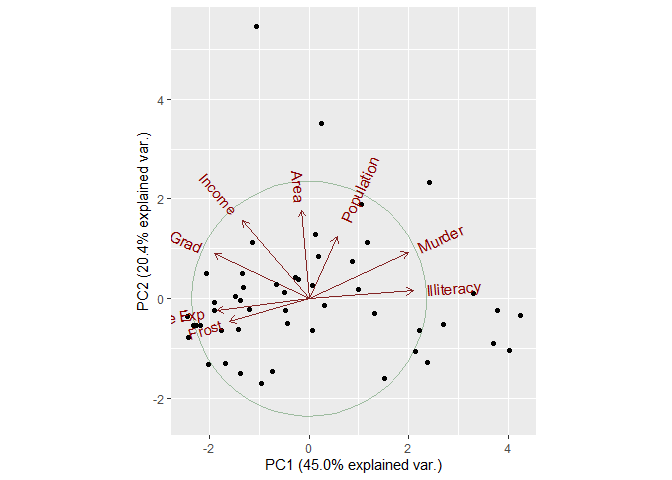 4
2
0
-2
-2
0
2
4
PC2 (20.4% explained var.)
PC1 (45.0% explained var.)
Income
Area
Population
Grad
Murder
Illiteracy
e Exp
Frost